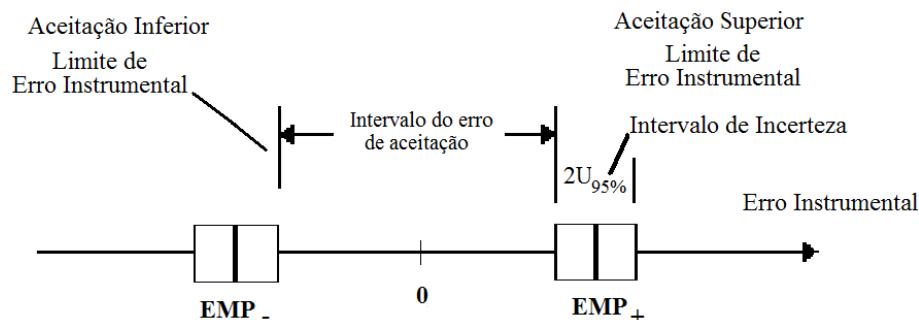 Aceitação Inferior
Limite de
Erro Instrumental
Aceitação Superior
Limite de
Erro Instrumental
Intervalo do erro
de aceitação
Intervalo de Incerteza
2U95%
Erro Instrumental
EMP -
0
EMP +